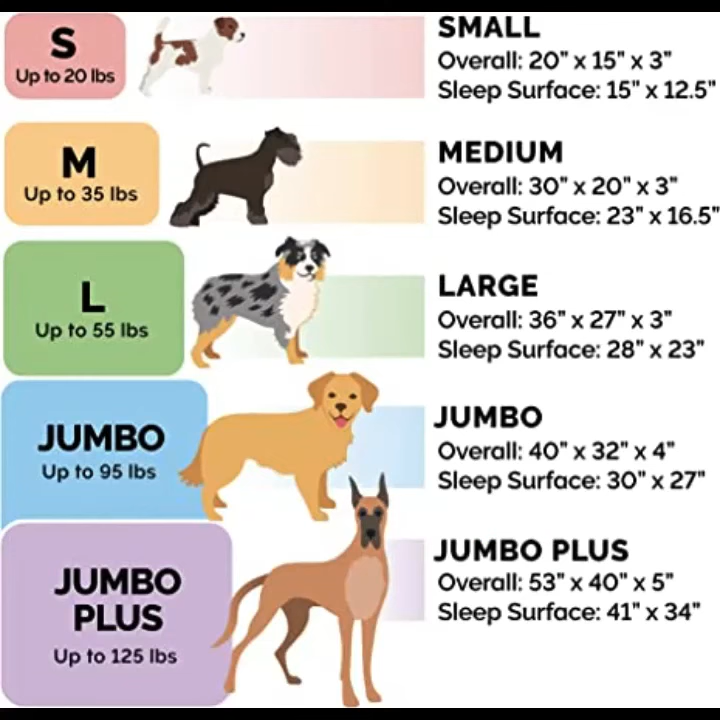 S
Up to 20 lbs
SMALL
Overall: 20" x 15" x 3"
Sleep Surface: 15" x 12.5"
M
Up to 35 lbs
MEDIUM
Overall: 30" x 20" x 3"
Sleep Surface: 23" x 16.5"
L
Up to 55 lbs
LARGE
Overall: 36" x 27" x 3"
Sleep Surface: 28" x 23"
JUMBO
Up to 95 lbs
JUMBO
Overall: 40" x 32" x 4"
Sleep Surface: 30" x 27"
JUMBO
PLUS
Up to 125 lbs
JUMBO PLUS
Overall: 53" x 40" x 5"
Sleep Surface: 41" x 34"